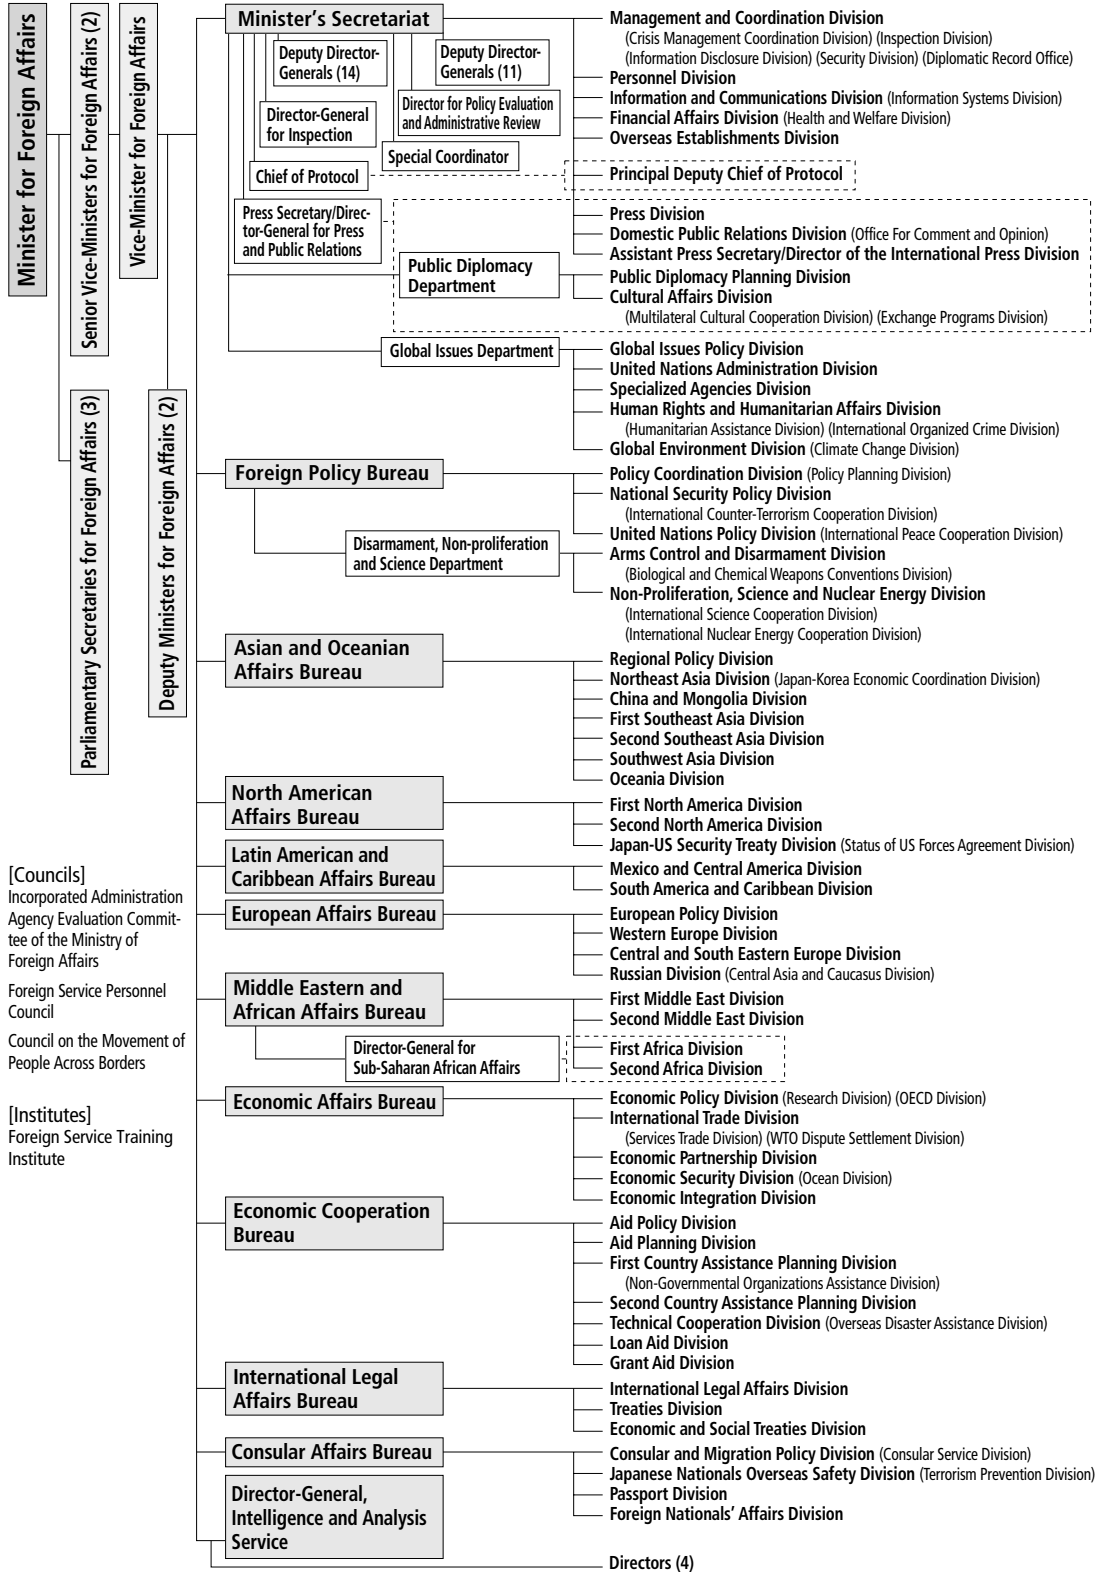 Minister for Foreign Affairs
Senior Vice-Ministers for Foreign Affairs (2)
Vice-Minister for Foreign Affairs
Parliamentary Secretaries for Foreign Affairs (3)
Deputy Ministers for Foreign Affairs (2)
[Councils]
Incorporated Administration
Agency Evaluation Commit-
tee of the Ministry of
Foreign Affairs
Foreign Service Personnel
Council
Council on the Movement of
People Across Borders
[Institutes]
Foreign Service Training
Institute
Minister's Secretariat
Deputy Director-
Generals (14)
Deputy Director-
Generals (11)
Director-General
for Inspection
Director for Policy Evaluation
and Administrative Review
Special Coordinator
Chief of Protocol
Press Secretary/Direc-
tor-General for Press
and Public Relations
Public Diplomacy
Department
Global Issues Department
Management and Coordination Division
(Crisis Management Coordination Division) (Inspection Division)
(Information Disclosure Division) (Security Division) (Diplomatic Record Office)
Personnel Division
Information and Communications Division (Information Systems Division)
Financial Affairs Division (Health and Welfare Division)
Overseas Establishments Division
Principal Deputy Chief of Protocol
Press Division
Domestic Public Relations Division (Office For Comment and Opinion)
Assistant Press Secretary/Director of the International Press Division
Public Diplomacy Planning Division
Cultural Affairs Division
(Multilateral Cultural Cooperation Division) (Exchange Programs Division)
Global Issues Policy Division
United Nations Administration Division
Specialized Agencies Division
Human Rights and Humanitarian Affairs Division
(Humanitarian Assistance Division) (International Organized Crime Division)
Global Environment Division (Climate Change Division)
Foreign Policy Bureau
Disarmament, Non-proliferation
and Science Department
Policy Coordination Division (Policy Planning Division)
National Security Policy Division
(International Counter-Terrorism Cooperation Division)
United Nations Policy Division (International Peace Cooperation Division)
Arms Control and Disarmament Division
(Biological and Chemical Weapons Conventions Division)
Non-Proliferation, Science and Nuclear Energy Division
(International Science Cooperation Division)
(International Nuclear Energy Cooperation Division)
Asian and Oceanian
Affairs Bureau
Regional Policy Division
Northeast Asia Division (Japan-Korea Economic Coordination Division)
China and Mongolia Division
First Southeast Asia Division
Second Southeast Asia Division
Southwest Asia Division
Oceania Division
North American
Affairs Bureau
First North America Division
Second North America Division
Japan-US Security Treaty Division (Status of US Forces Agreement Division)
Latin American and
Caribbean Affairs Bureau
Mexico and Central America Division
South America and Caribbean Division
European Affairs Bureau
European Policy Division
Western Europe Division
Central and South Eastern Europe Division
Russian Division (Central Asia and Caucasus Division)
Middle Eastern and
African Affairs Bureau
Director-General for
Sub-Saharan African Affairs
First Middle East Division
Second Middle East Division
First Africa Division
Second Africa Division
Economic Affairs Bureau
Economic Policy Division (Research Division) (OECD Division)
International Trade Division
(Services Trade Division) (WTO Dispute Settlement Division)
Economic Partnership Division
Economic Security Division (Ocean Division)
Economic Integration Division
Economic Cooperation
Bureau
Aid Policy Division
Aid Planning Division
First Country Assistance Planning Division
(Non-Governmental Organizations Assistance Division)
Second Country Assistance Planning Division
Technical Cooperation Division (Overseas Disaster Assistance Division)
Loan Aid Division
Grant Aid Division
International Legal
Affairs Bureau
International Legal Affairs Division
Treaties Division
Economic and Social Treaties Division
Consular Affairs Bureau
Consular and Migration Policy Division (Consular Service Division)
Japanese Nationals Overseas Safety Division (Terrorism Prevention Division)
Passport Division
Foreign Nationals' Affairs Division
Director-General,
Intelligence and Analysis
Service
Directors (4)